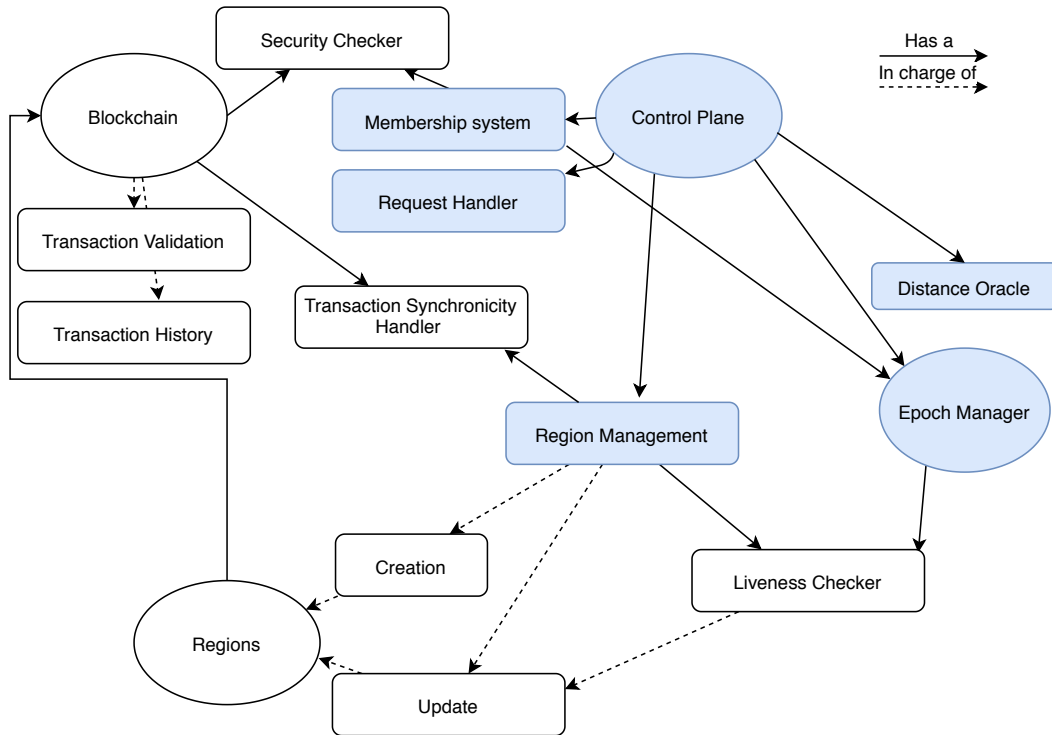 Security Checker
Has a
In charge of
Blockchain
Membership system
Control Plane
Request Handler
Transaction Validation
Distance Oracle
Transaction Synchronicity
Handler
Transaction History
Epoch Manager
Region Management
Creation
Liveness Checker
Regions
Update